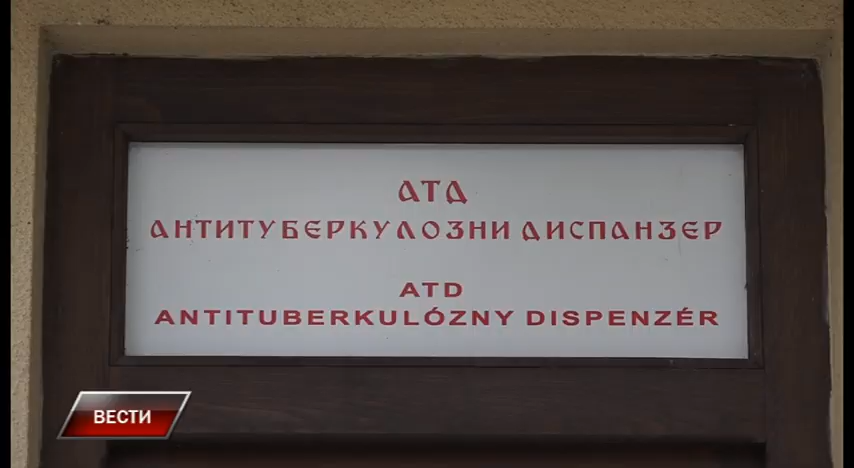 АТД
АНТИТУБЕРКУЛОЗНИ ДИСПАНЗЕР
ATD
ANTITUBERKULÓZNY DISPENZÉR
ВЕСТИ